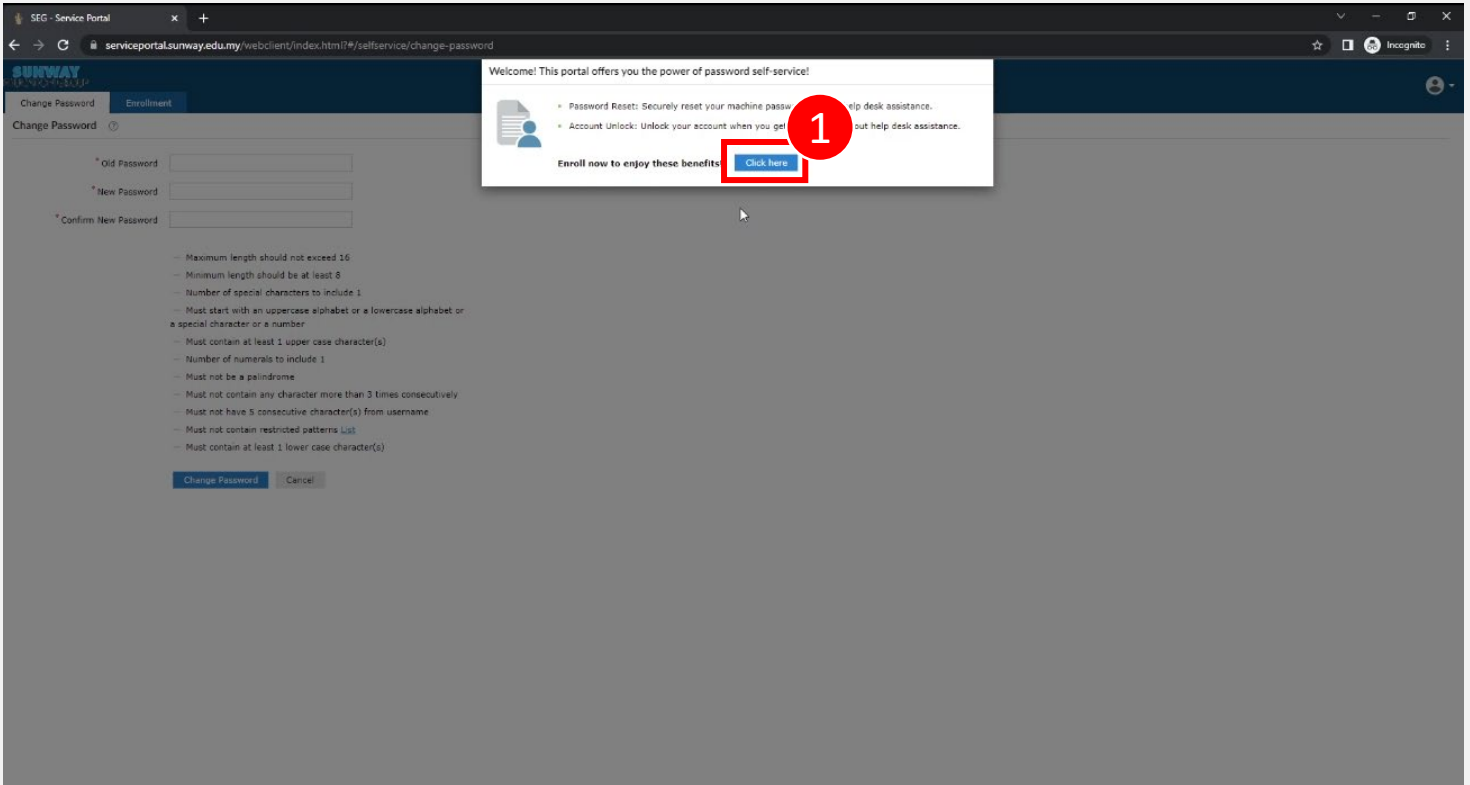 SEG - Service Portal
serviceportal.sunway.edu.my/webclient/index.html?#/selfservice/change-password
Incognito
SUNWAY
Change Password Enrollment
Change Password
Welcome! This portal offers you the power of password self-service!
Password Reset: Securely reset your machine passw elp desk assistance.
Account Unlock: Unlock your account when you get out help desk assistance.
1
Enroll now to enjoy these benefits! Click here
* Old Password
* New Password
* Confirm New Password
Maximum length should not exceed 16
Minimum length should be at least 8
Number of special characters to include 1
Must start with an uppercase alphabet or a lowercase alphabet or
a special character or a number
Must contain at least 1 upper case character(s)
Number of numerals to include 1
Must not be a palindrome
Must not contain any character more than 3 times consecutively
Must not have 5 consecutive character(s) from username
Must not contain restricted patterns List
Must contain at least 1 lower case character(s)
Change Password Cancel